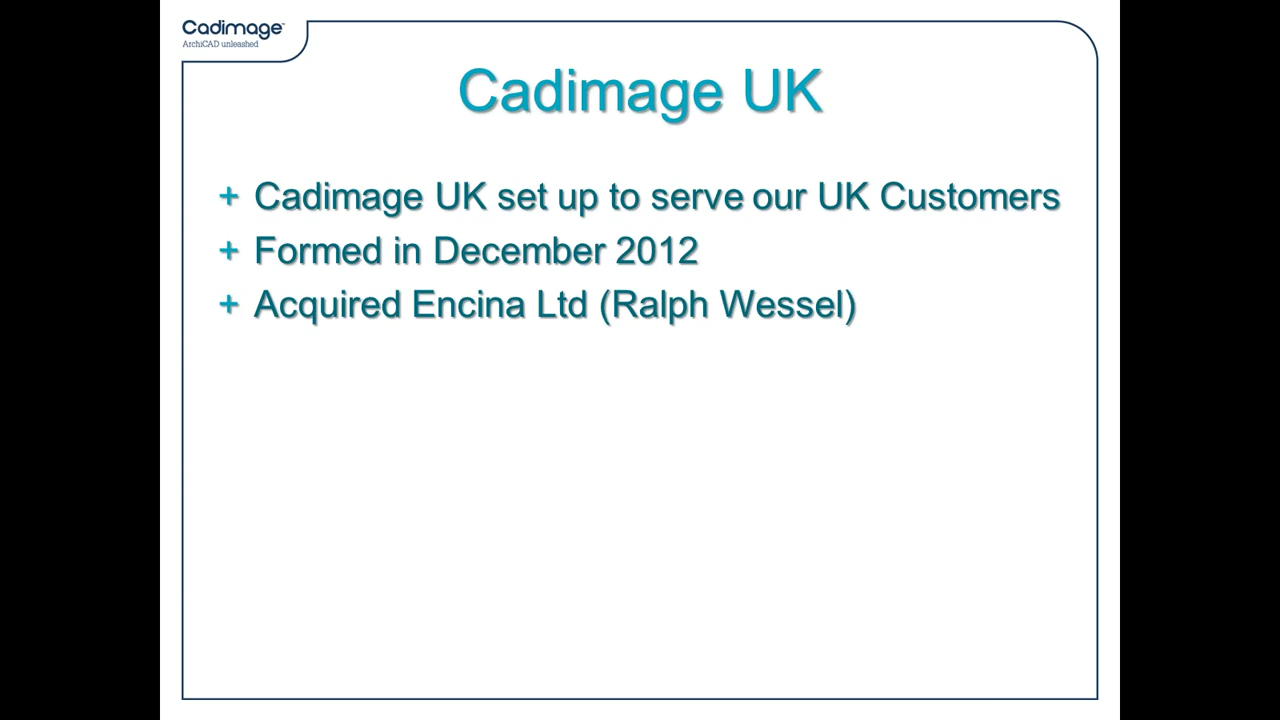 Cadimage™
ArchiCAD unleashed
Cadimage UK
+ Cadimage UK set up to serve our UK Customers
+ Formed in December 2012
+ Acquired Encina Ltd (Ralph Wessel)